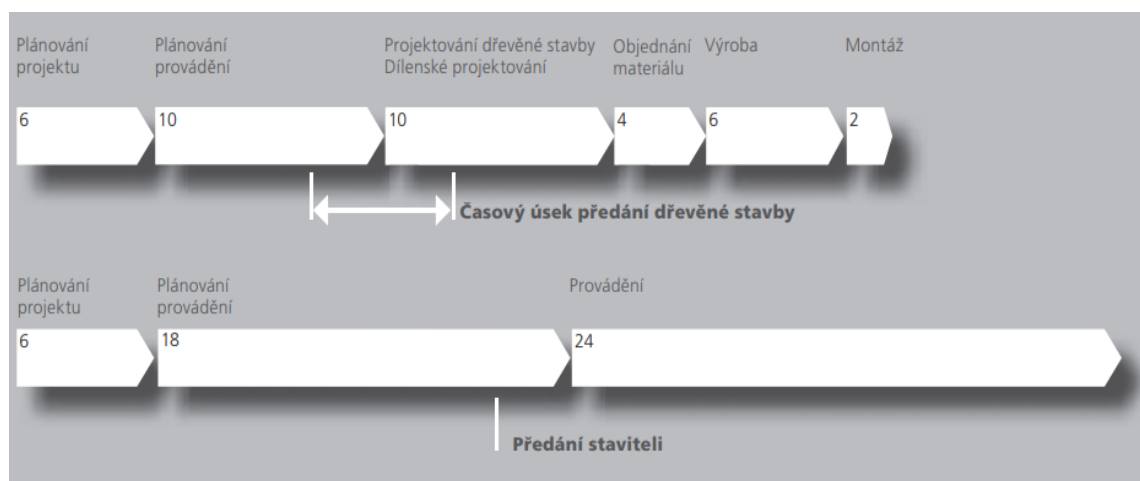 Plánování
projektu
Plánování
provádění
Projektování dřevěné stavby
Dílenské projektování
Objednání
materiálu
Výroba
Montáž
6
10
10
4
6
2
Časový úsek předání dřevěné stavby
Plánování
projektu
Plánování
provádění
Provádění
6
18
24
Předání staviteli